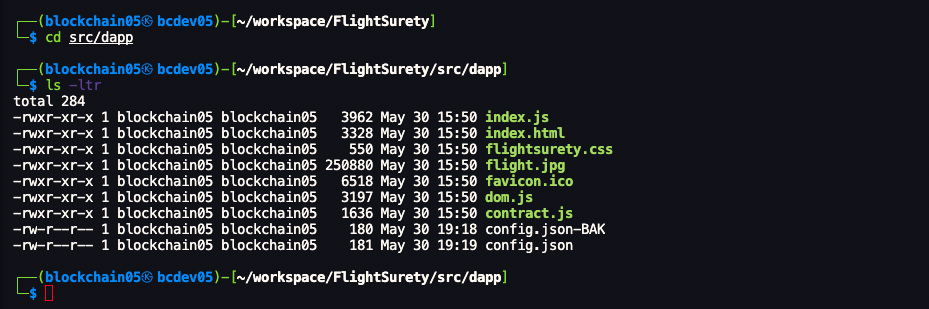 ┌──(blockchain05㉿ bcdev05)-[~/workspace/FlightSurety]
└─$ cd src/dapp
┌──(blockchain05㉿ bcdev05)-[~/workspace/FlightSurety/src/dapp]
└─$ ls -ltr
total 284
-rwxr-xr-x 1 blockchain05 blockchain05   3962 May 30 15:50 index.js
-rwxr-xr-x 1 blockchain05 blockchain05   3328 May 30 15:50 index.html
-rwxr-xr-x 1 blockchain05 blockchain05    550 May 30 15:50 flightsurety.css
-rwxr-xr-x 1 blockchain05 blockchain05 250880 May 30 15:50 flight.jpg
-rwxr-xr-x 1 blockchain05 blockchain05   6518 May 30 15:50 favicon.ico
-rwxr-xr-x 1 blockchain05 blockchain05   3197 May 30 15:50 dom.js
-rwxr-xr-x 1 blockchain05 blockchain05   1636 May 30 15:50 contract.js
-rw-r--r-- 1 blockchain05 blockchain05    180 May 30 19:18 config.json-BAK
-rw-r--r-- 1 blockchain05 blockchain05    181 May 30 19:19 config.json
┌──(blockchain05㉿ bcdev05)-[~/workspace/FlightSurety/src/dapp]
└─$